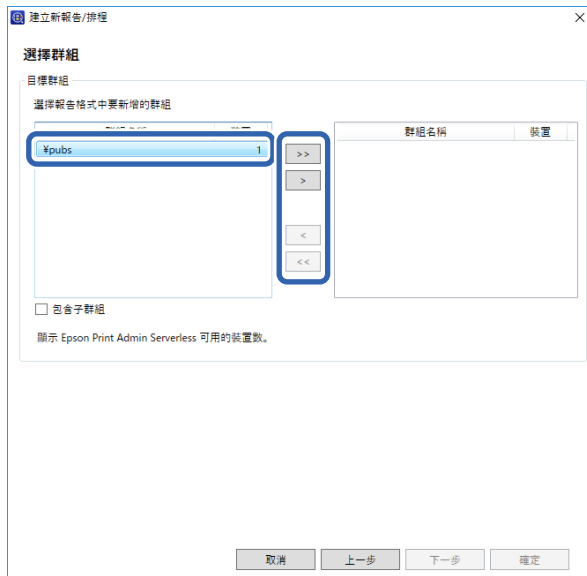 建立新報告/排程
選擇群組
目標群組
選擇報告格式中要新增的群組
群組名稱 裝置
¥pubs 1
>>
>
<
<<
包含子群組
顯示 Epson Print Admin Serverless 可用的裝置數。
取消 上一步 下一步 確定